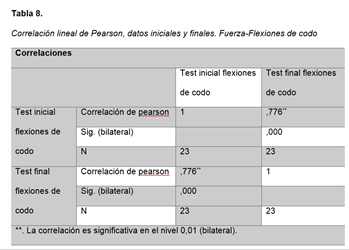 Tabla 8.
Correlación lineal de Pearson, datos iniciales y finales. Fuerza-Flexiones de codo
Correlaciones
Test inicial flexiones de codo Test final flexiones de codo
Test inicial flexiones de codo Correlación de pearson 1 ,776**
Sig. (bilateral) ,000
N 23 23
Test final flexiones de codo Correlación de pearson ,776** 1
Sig. (bilateral) ,000
N 23 23
**. La correlación es significativa en el nivel 0,01 (bilateral).